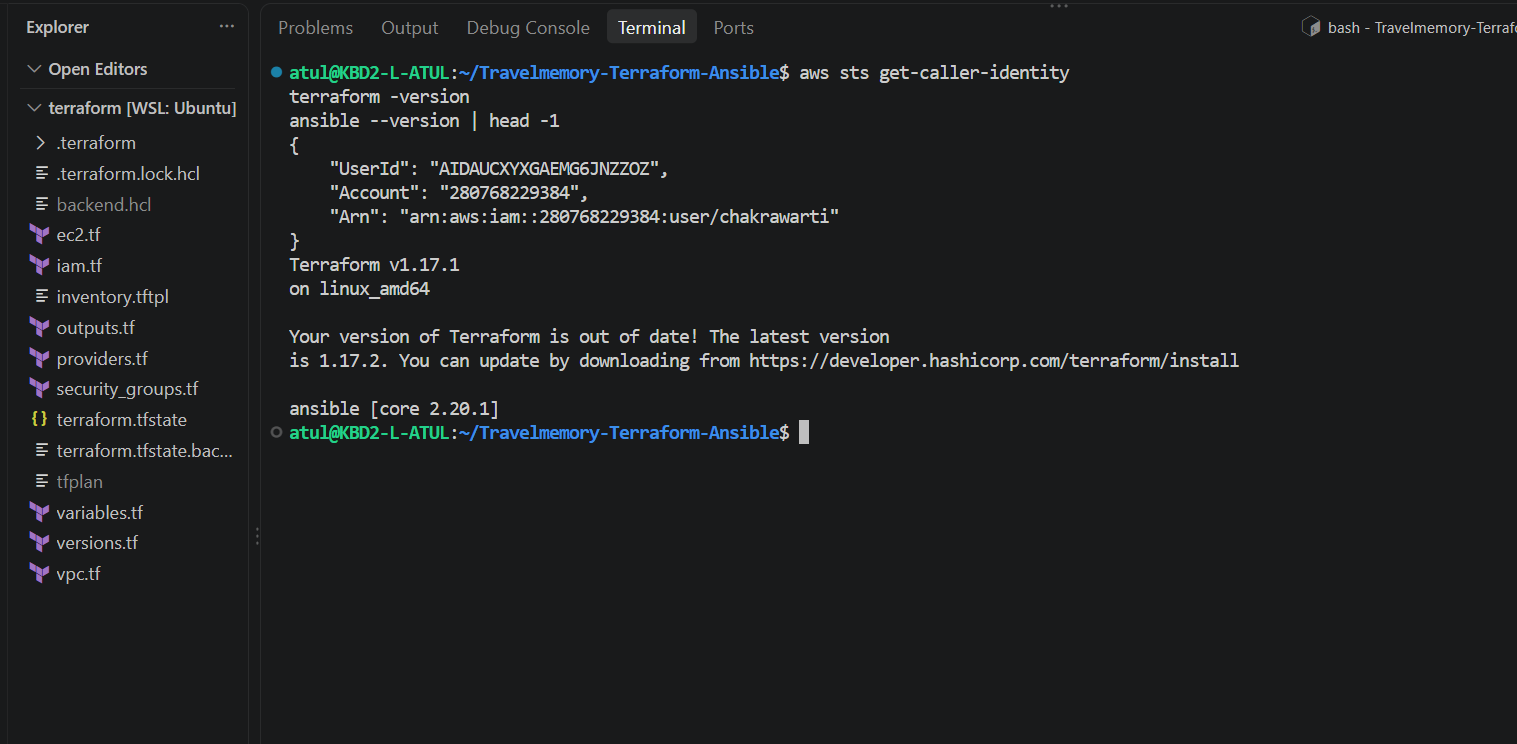 Explorer
Open Editors
terraform [WSL: Ubuntu]
.terraform
.terraform.lock.hcl
backend.hcl
ec2.tf
iam.tf
inventory.tftpl
outputs.tf
providers.tf
security_groups.tf
terraform.tfstate
terraform.tfstate.bac...
tfplan
variables.tf
versions.tf
vpc.tf
Problems Output Debug Console Terminal Ports
bash - Travelmemory-Terrafo
atul@KBD2-L-ATUL:~/Travelmemory-Terraform-Ansible$ aws sts get-caller-identity
terraform -version
ansible --version | head -1
{
    "UserId": "AIDAUCXYXGAEMG6JNZZOZ",
    "Account": "280768229384",
    "Arn": "arn:aws:iam::280768229384:user/chakrawarti"
}
Terraform v1.17.1
on linux_amd64
Your version of Terraform is out of date! The latest version
is 1.17.2. You can update by downloading from https://developer.hashicorp.com/terraform/install
ansible [core 2.20.1]
atul@KBD2-L-ATUL:~/Travelmemory-Terraform-Ansible$